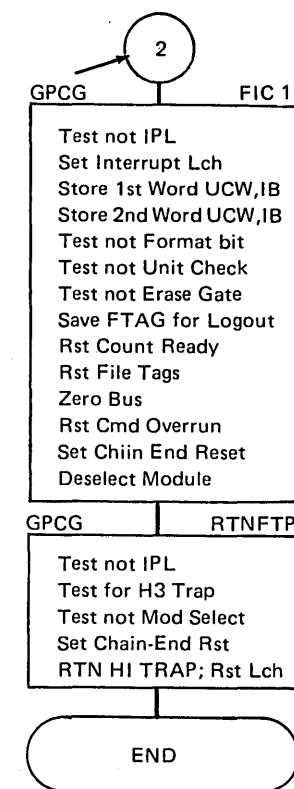 2
GPCG FIC 1
Test not IPL
Set Interrupt Lch
Store 1st Word UCW,IB
Store 2nd Word UCW,IB
Test not Format bit
Test not Unit Check
Test not Erase Gate
Save FTAG for Logout
Rst Count Ready
Rst File Tags
Zero Bus
Rst Cmd Overrun
Set Chiin End Reset
Deselect Module
GPCG RTNFTP
Test not IPL
Test for H3 Trap
Test not Mod Select
Set Chain-End Rst
RTN HI TRAP; Rst Lch
END